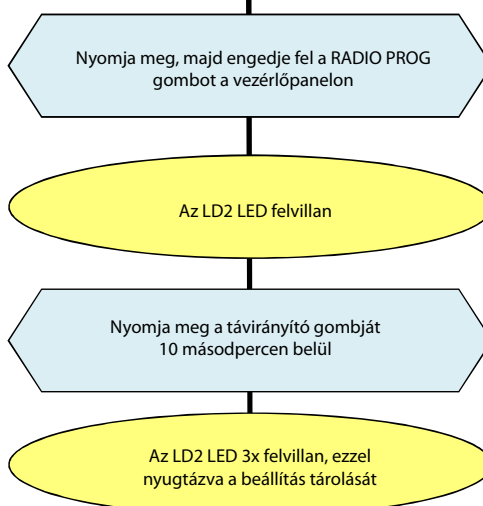 Nyomja meg, majd engedje fel a RADIO PROG
gombot a vezérlőpanelon
Az LD2 LED felvillan
Nyomja meg a távirányító gombját
10 másodpercen belül
Az LD2 LED 3x felvillan, ezzel
nyugtázva a beállítás tárolását